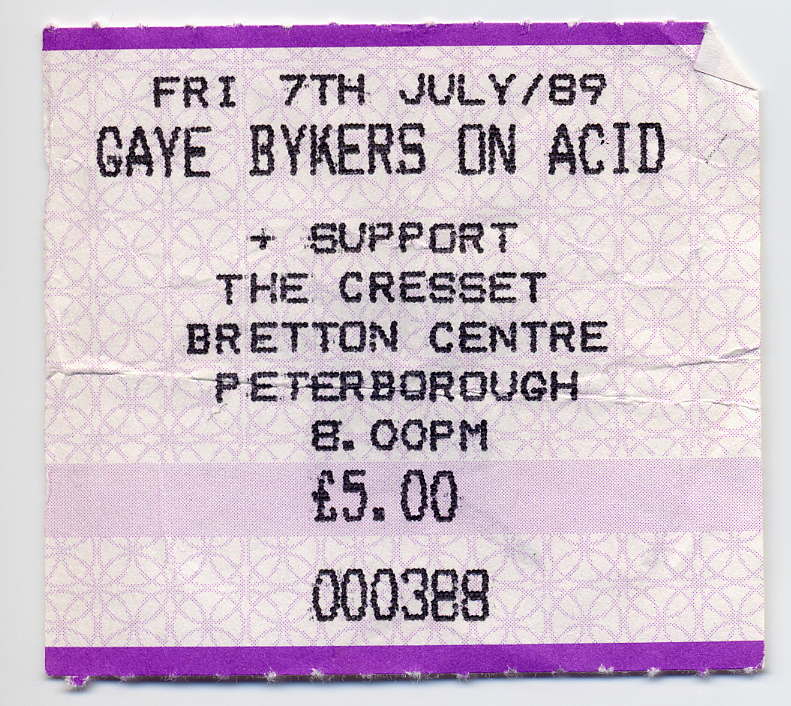 FRI 7TH JULY/89
GAYE BYKERS ON ACID
+ SUPPORT
THE CRESSET
BRETTON CENTRE
PETERBOROUGH
8.00PM
£5.00
000388